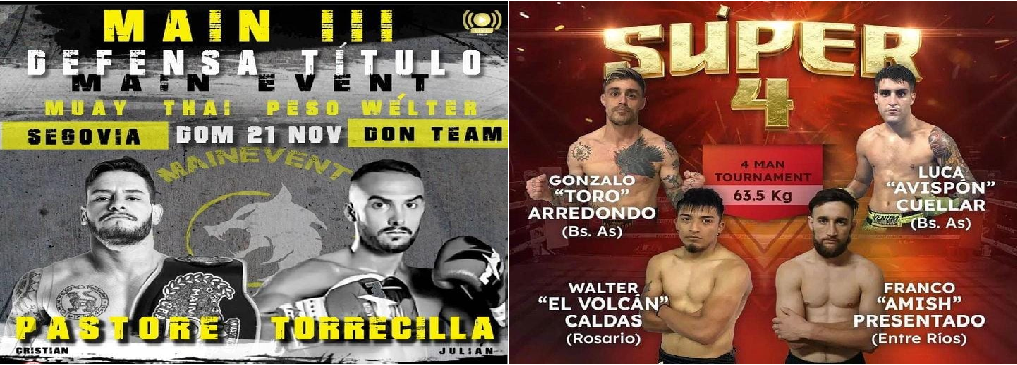 MAIN III
DEFENSA TÍTULO
MAIN EVENT
MUAY THAI PESO WÉLTER
SEGOVIA DOM 21 NOV DON TEAM
MAINEVENT
PASTORE TORRECILLA
CRISTIAN JULIÁN
SÚPER
4
4 MAN
TOURNAMENT
63.5 Kg
GONZALO
"TORO"
ARREDONDO
(Bs. As)
LUCA
"AVISPÓN"
CUELLAR
(Bs. As)
WALTER
"EL VOLCÁN"
CALDAS
(Rosario)
FRANCO
"AMISH"
PRESENTADO
(Entre Ríos)